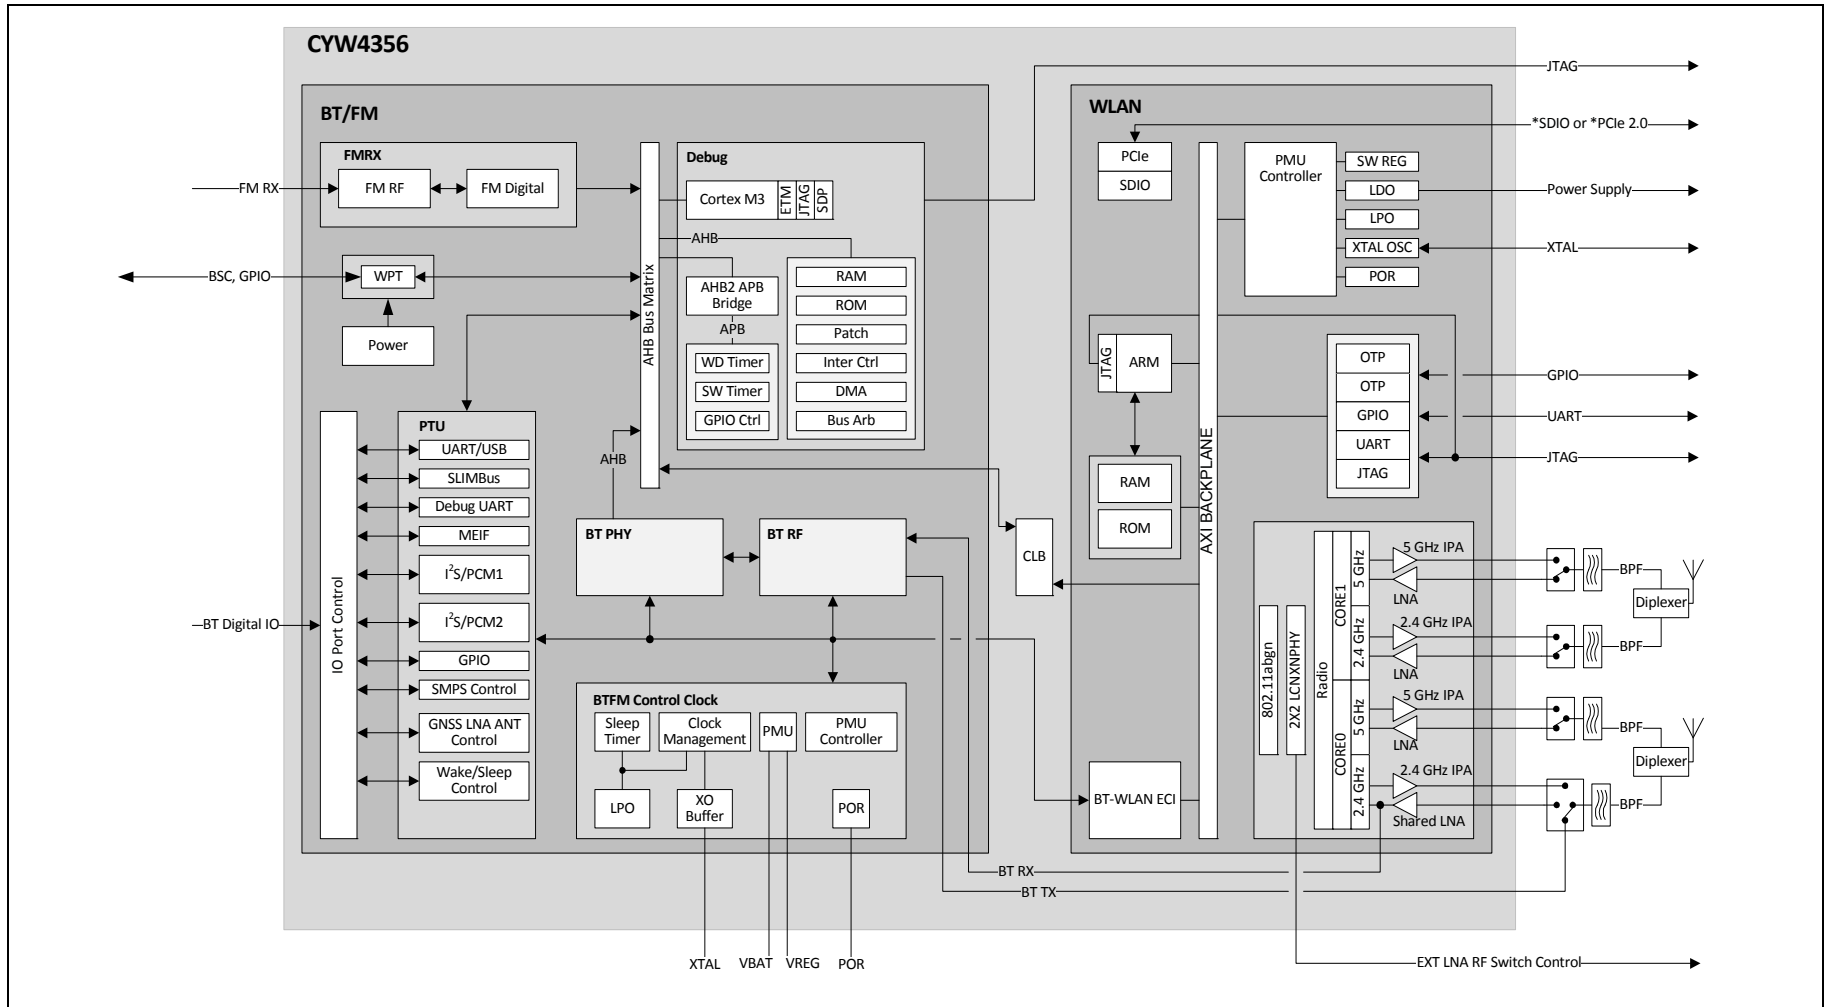 CYW4356
BT/FM
FMRX
FM RF
FM Digital
FM RX
BSC, GPIO
WPT
Power
AHB Bus Matrix
Debug
Cortex M3
ETM
JTAG
SDP
AHB
AHB2 APB
Bridge
APB
WD Timer
SW Timer
GPIO Ctrl
RAM
ROM
Patch
Inter Ctrl
DMA
Bus Arb
IO Port Control
BT Digital IO
PTU
UART/USB
SLIMBus
Debug UART
MEIF
I²S/PCM1
I²S/PCM2
GPIO
SMPS Control
GNSS LNA ANT
Control
Wake/Sleep
Control
AHB
BT PHY
BT RF
CLB
BTFM Control Clock
Sleep
Timer
Clock
Management
PMU
PMU
Controller
LPO
XO
Buffer
POR
XTAL
VBAT
VREG
POR
BT RX
BT TX
WLAN
PCIe
SDIO
PMU
Controller
SW REG
LDO
LPO
XTAL OSC
POR
JTAG
*SDIO or *PCIe 2.0
Power Supply
XTAL
JTAG
ARM
RAM
ROM
AXI BACKPLANE
OTP
OTP
GPIO
UART
JTAG
GPIO
UART
JTAG
BT-WLAN ECI
802.11abgn
2X2 LCNXNPHY
Radio
CORE1
CORE0
5 GHz
2.4 GHz
5 GHz
2.4 GHz
5 GHz IPA
LNA
2.4 GHz IPA
LNA
5 GHz IPA
LNA
2.4 GHz IPA
Shared LNA
BPF
Diplexer
BPF
BPF
Diplexer
BPF
EXT LNA RF Switch Control